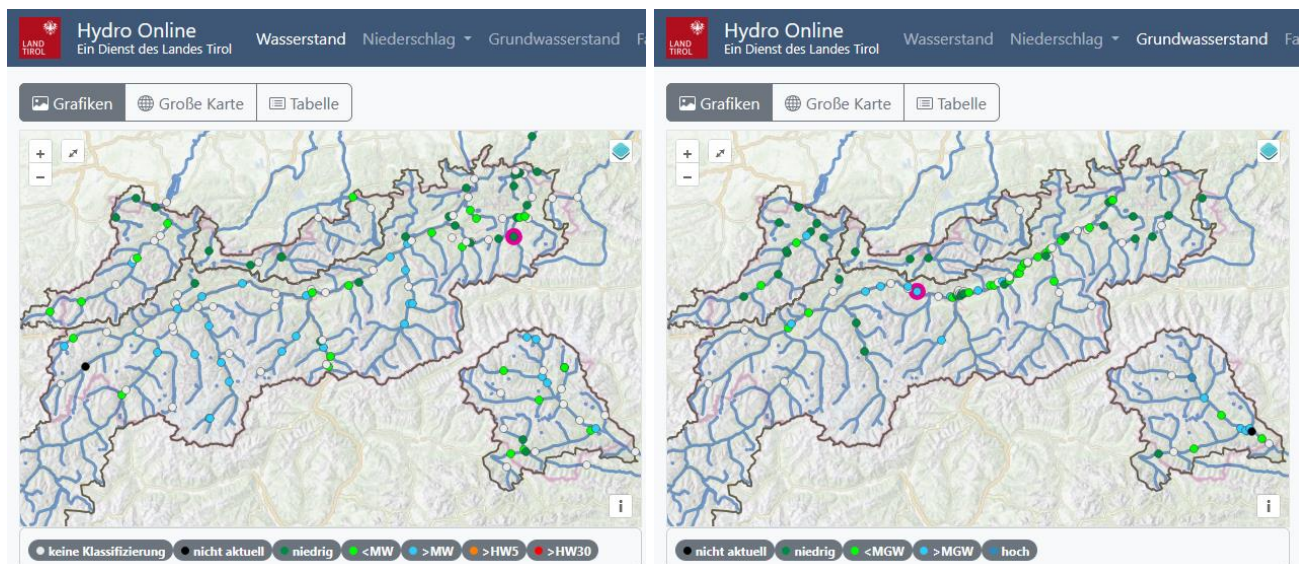 LAND
TIROL
Hydro Online
Ein Dienst des Landes Tirol
Wasserstand Niederschlag Grundwasserstand Fa
Grafiken Große Karte Tabelle
+
−
i
keine Klassifizierung nicht aktuell niedrig <MW >MW >HW5 >HW30
LAND
TIROL
Hydro Online
Ein Dienst des Landes Tirol
Wasserstand Niederschlag Grundwasserstand Fa
Grafiken Große Karte Tabelle
+
−
i
nicht aktuell niedrig <MGW >MGW hoch